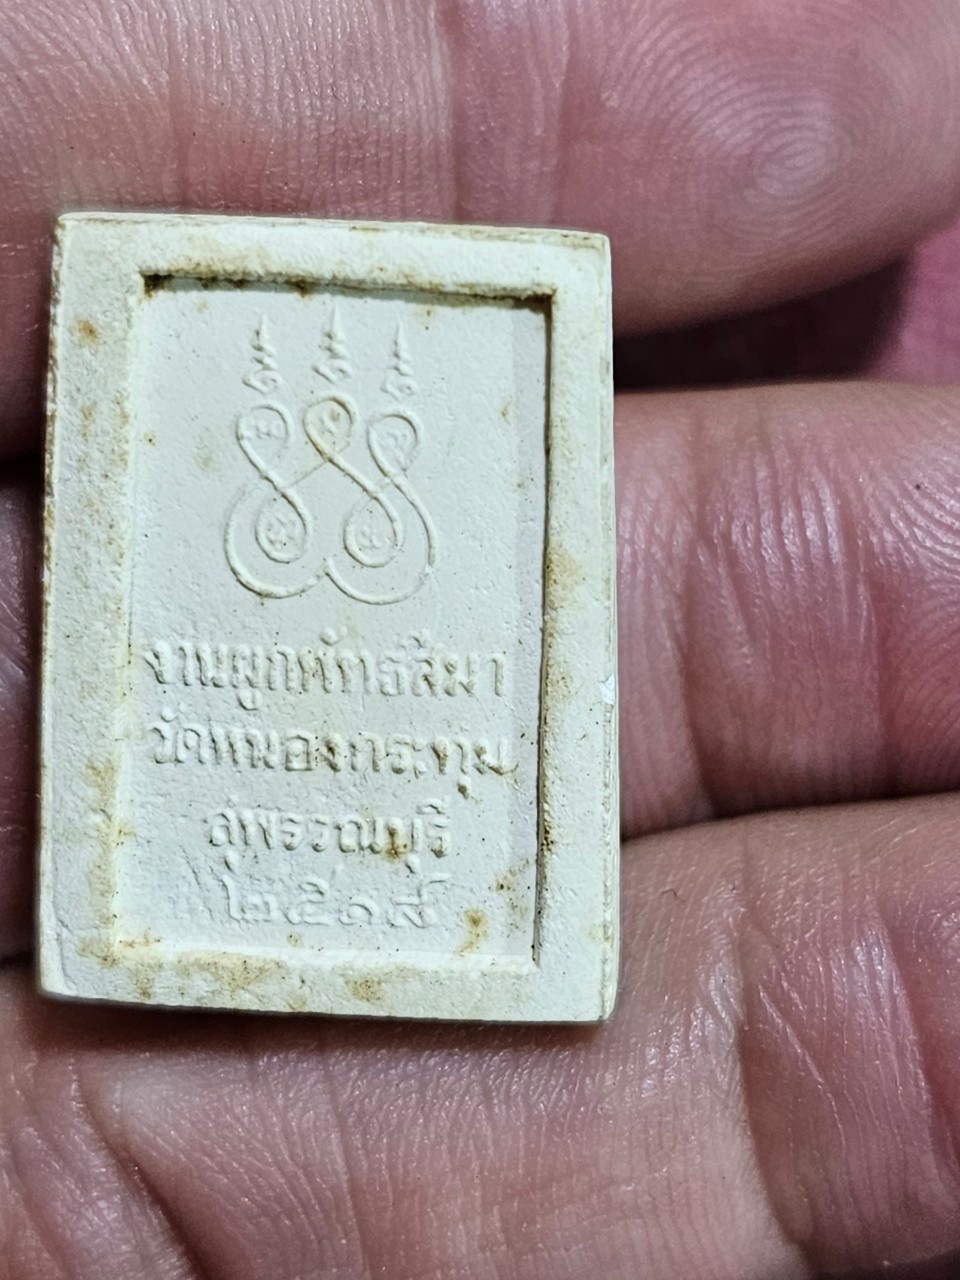 งานผูกพัทธสีมา
วัดหนองกระทุ่ม
สุพรรณบุรี
๒๕๑๘